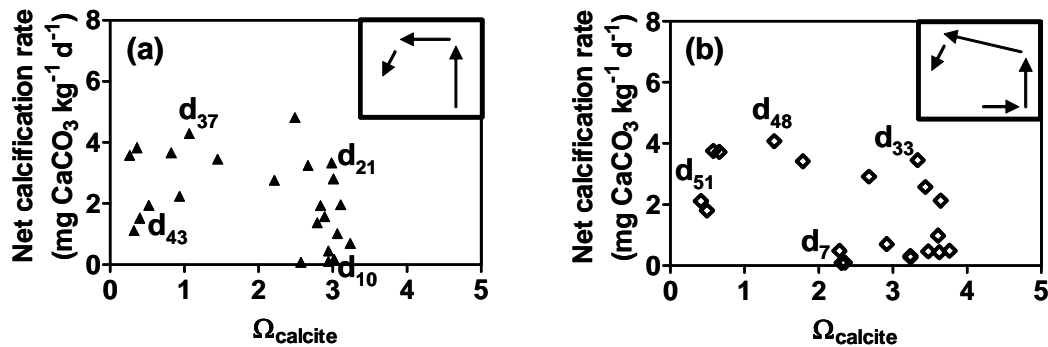 (a)
Net calcification rate
(mg CaCO₃ kg⁻¹ d⁻¹)
8
6
4
2
0
d₃₇
d₂₁
d₄₃
d₁₀
0 1 2 3 4 5
Ωcalcite
(b)
Net calcification rate
(mg CaCO₃ kg⁻¹ d⁻¹)
8
6
4
2
0
d₄₈
d₃₃
d₅₁
d₇
0 1 2 3 4 5
Ωcalcite